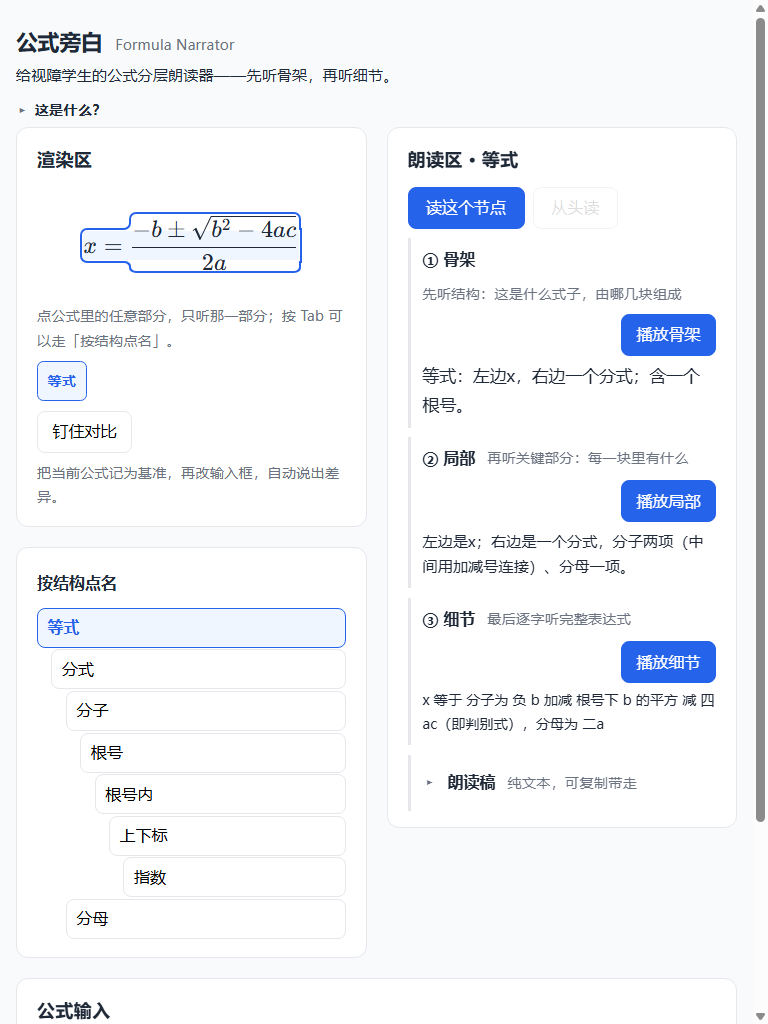 公式旁白 Formula Narrator
给视障学生的公式分层朗读器——先听骨架，再听细节。
▸ 这是什么？
渲染区
x = (−b ± √(b² − 4ac)) / 2a
点公式里的任意部分，只听那一部分；按 Tab 可
以走「按结构点名」。
等式
钉住对比
把当前公式记为基准，再改输入框，自动说出差
异。
按结构点名
等式
分式
分子
根号
根号内
上下标
指数
分母
朗读区 · 等式
读这个节点 从头读
① 骨架
先听结构：这是什么式子，由哪几块组成
播放骨架
等式：左边x，右边一个分式；含一个
根号。
② 局部 再听关键部分：每一块里有什么
播放局部
左边是x；右边是一个分式，分子两项（中
间用加减号连接）、分母一项。
③ 细节 最后逐字听完整表达式
播放细节
x 等于 分子为 负 b 加减 根号下 b 的平方 减 四
ac（即判别式），分母为 二a
▸ 朗读稿 纯文本，可复制带走
公式输入